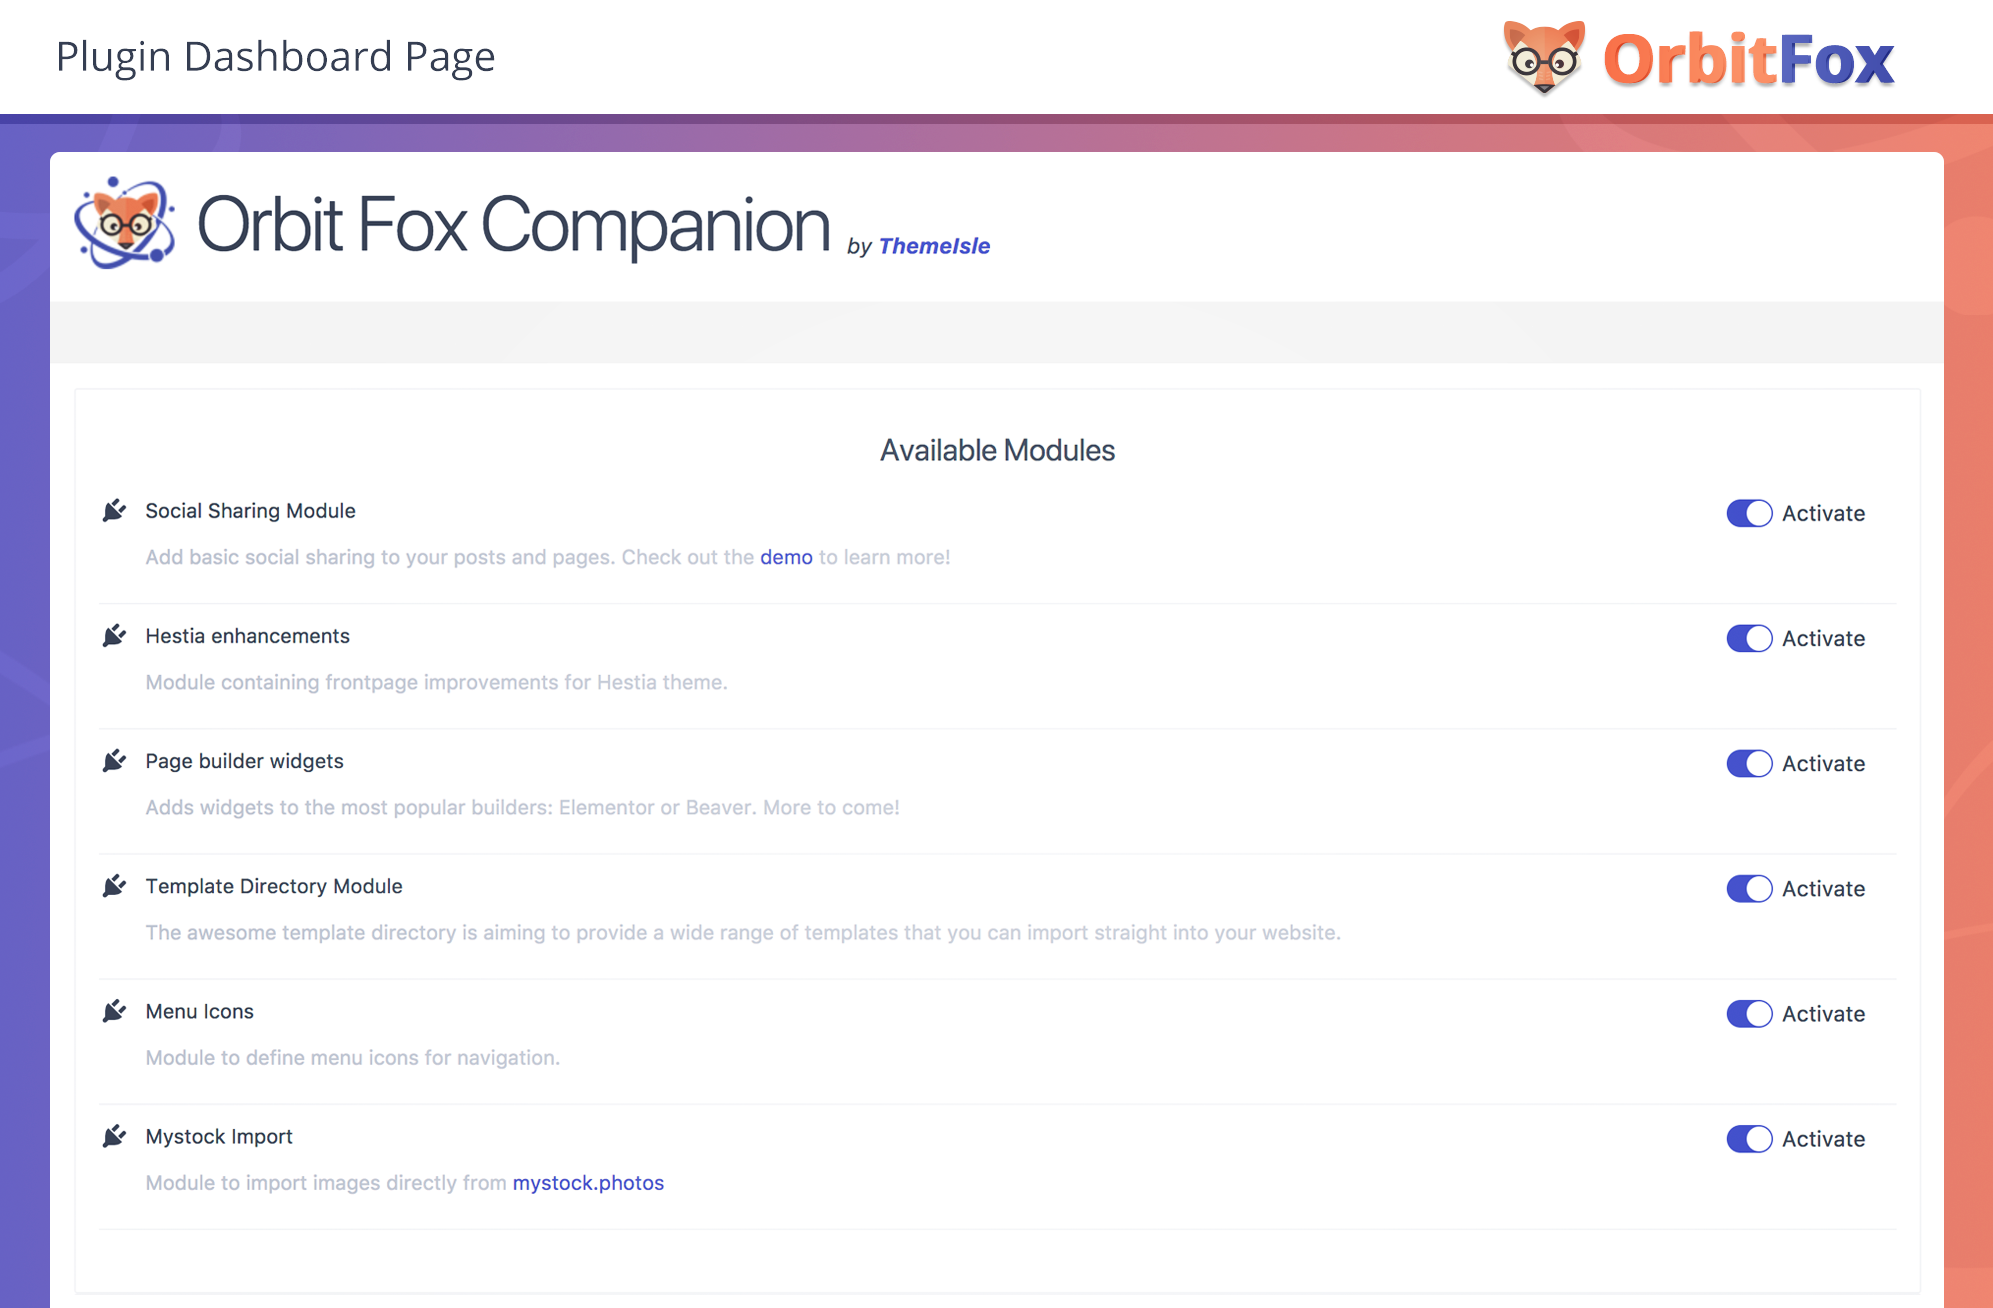 Plugin Dashboard Page
OrbitFox
Orbit Fox Companion by ThemeIsle
Available Modules
Social Sharing Module
Activate
Add basic social sharing to your posts and pages. Check out the demo to learn more!
Hestia enhancements
Activate
Module containing frontpage improvements for Hestia theme.
Page builder widgets
Activate
Adds widgets to the most popular builders: Elementor or Beaver. More to come!
Template Directory Module
Activate
The awesome template directory is aiming to provide a wide range of templates that you can import straight into your website.
Menu Icons
Activate
Module to define menu icons for navigation.
Mystock Import
Activate
Module to import images directly from mystock.photos